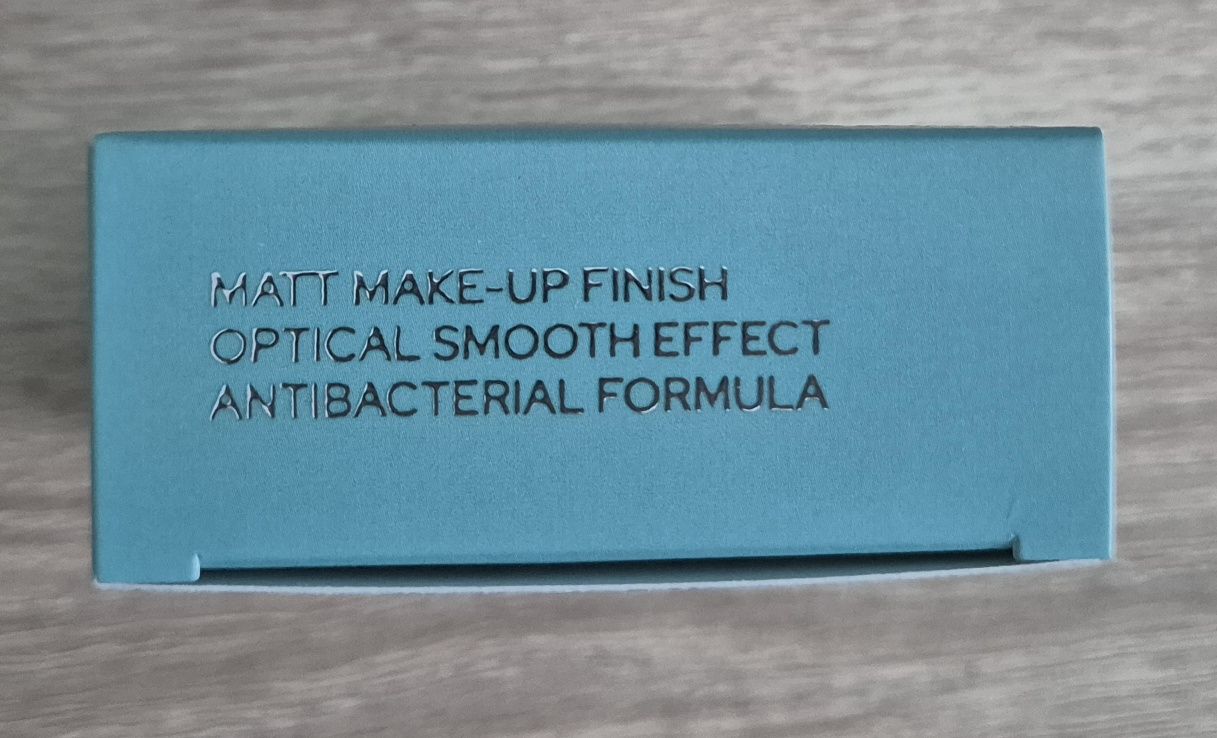 MATT MAKE-UP FINISH
OPTICAL SMOOTH EFFECT
ANTIBACTERIAL FORMULA